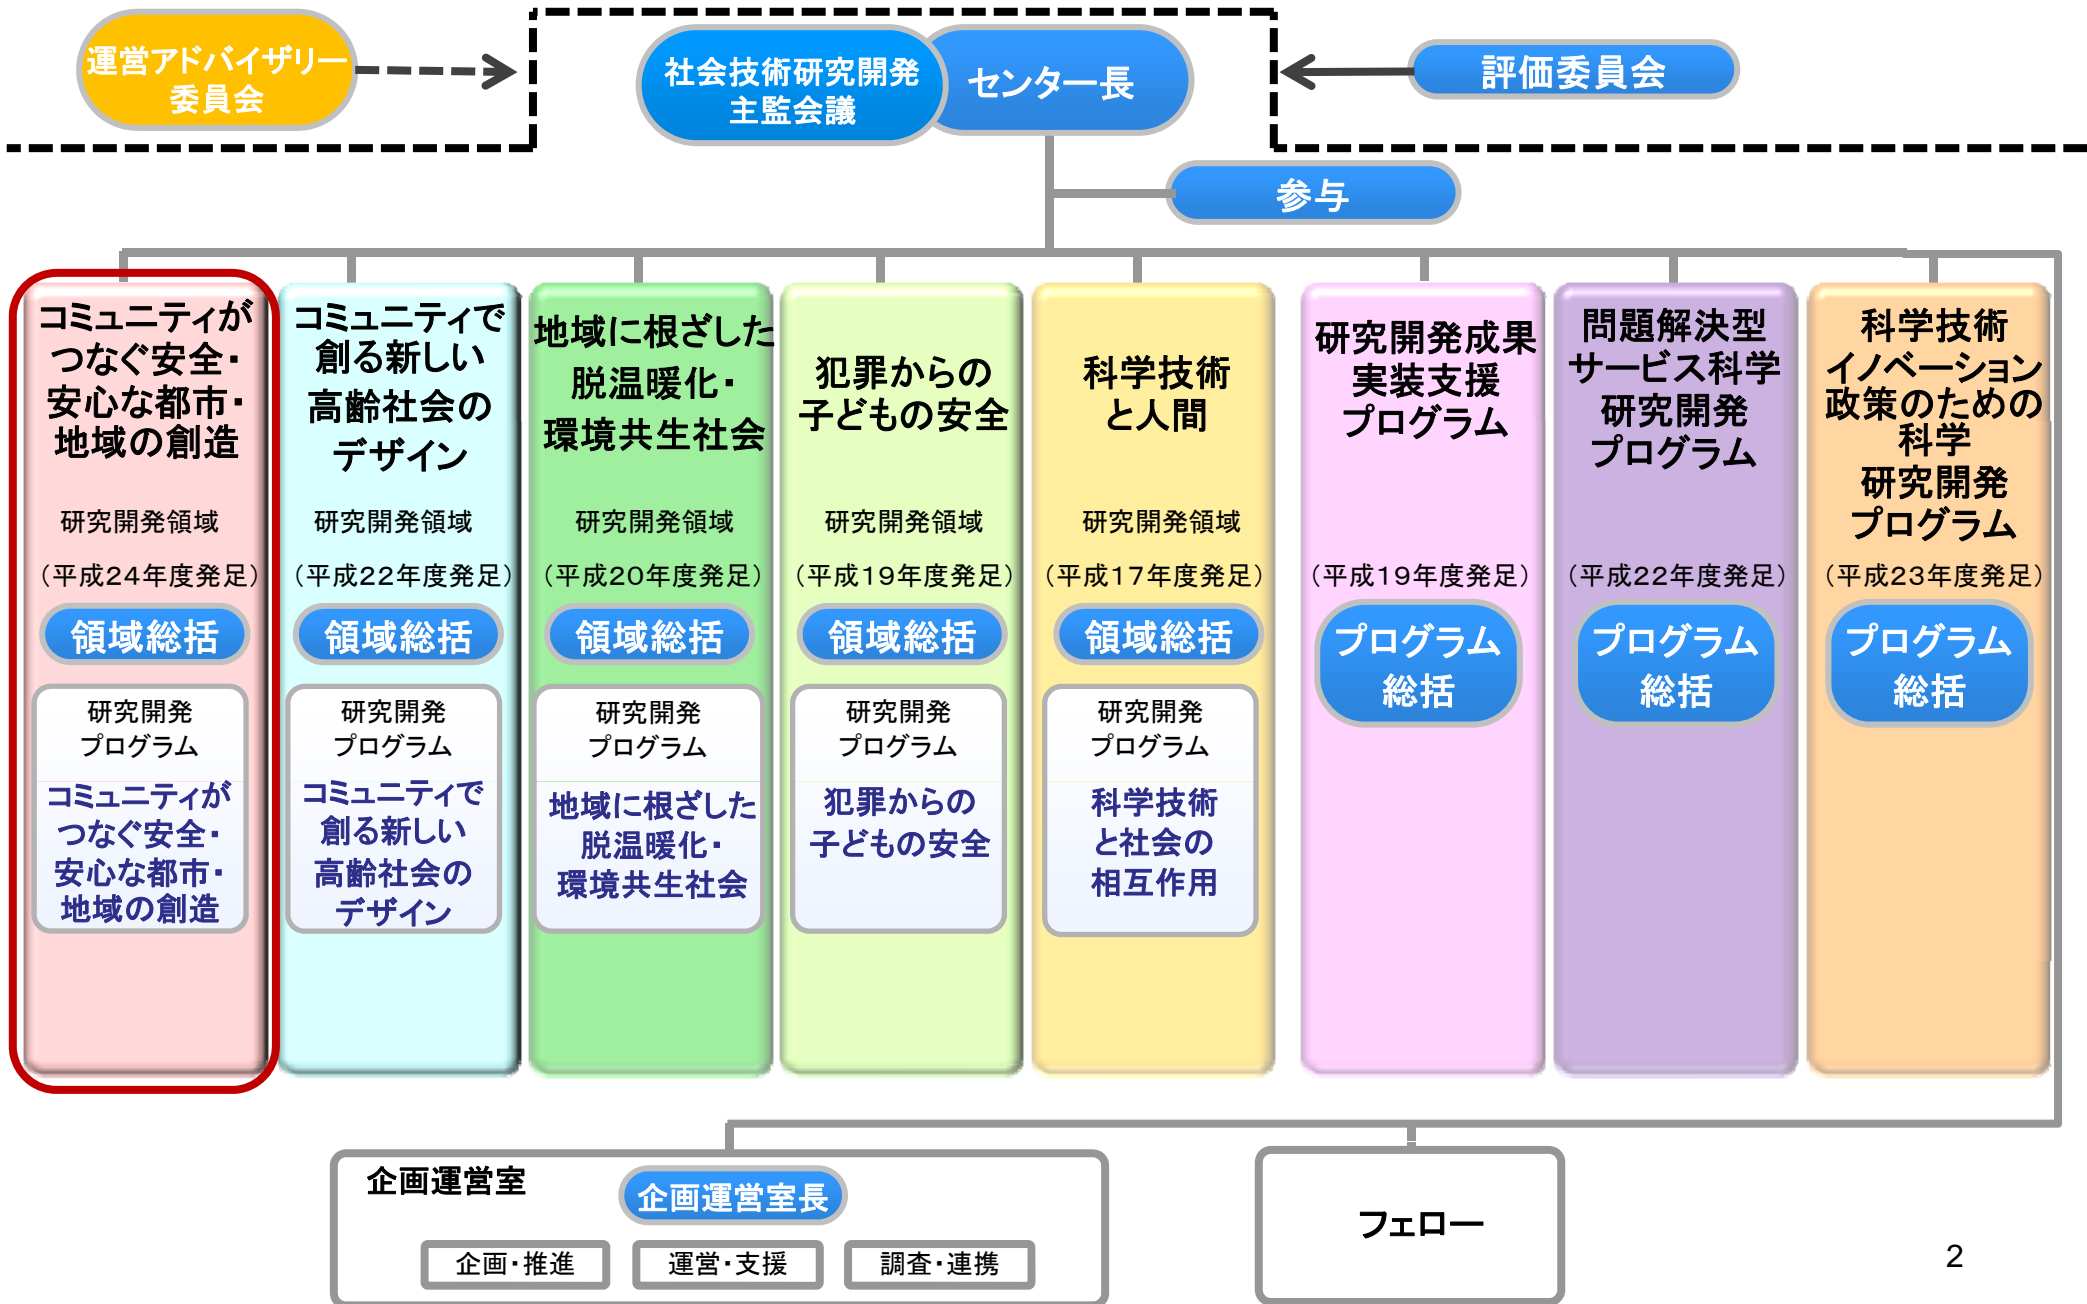 運営アドバイザリー
委員会
社会技術研究開発
主監会議
センター長
評価委員会
参与
コミュニティが
つなぐ安全・
安心な都市・
地域の創造
研究開発領域
（平成24年度発足）
領域総括
研究開発
プログラム
コミュニティが
つなぐ安全・
安心な都市・
地域の創造
コミュニティで
創る新しい
高齢社会の
デザイン
研究開発領域
（平成22年度発足）
領域総括
研究開発
プログラム
コミュニティで
創る新しい
高齢社会の
デザイン
地域に根ざした
脱温暖化・
環境共生社会
研究開発領域
（平成20年度発足）
領域総括
研究開発
プログラム
地域に根ざした
脱温暖化・
環境共生社会
犯罪からの
子どもの安全
研究開発領域
（平成19年度発足）
領域総括
研究開発
プログラム
犯罪からの
子どもの安全
科学技術
と人間
研究開発領域
（平成17年度発足）
領域総括
研究開発
プログラム
科学技術
と社会の
相互作用
研究開発成果
実装支援
プログラム
（平成19年度発足）
プログラム
総括
問題解決型
サービス科学
研究開発
プログラム
（平成22年度発足）
プログラム
総括
科学技術
イノベーション
政策のための
科学
研究開発
プログラム
（平成23年度発足）
プログラム
総括
企画運営室
企画運営室長
企画・推進
運営・支援
調査・連携
フェロー
2